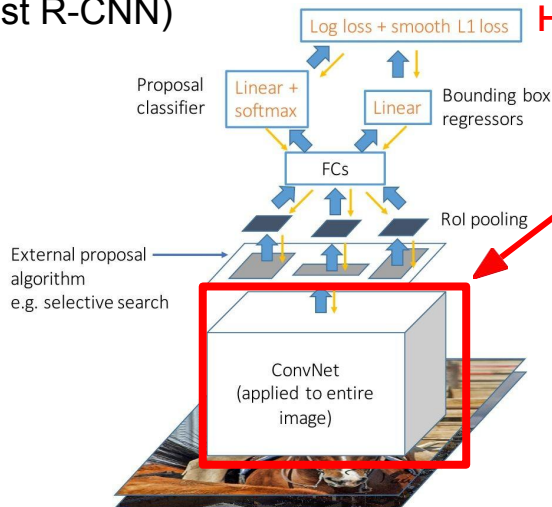 st R-CNN)
Log loss + smooth L1 loss
H
Proposal
classifier
Linear +
softmax
Linear
Bounding box
regressors
FCs
RoI pooling
External proposal
algorithm
e.g. selective search
ConvNet
(applied to entire
image)